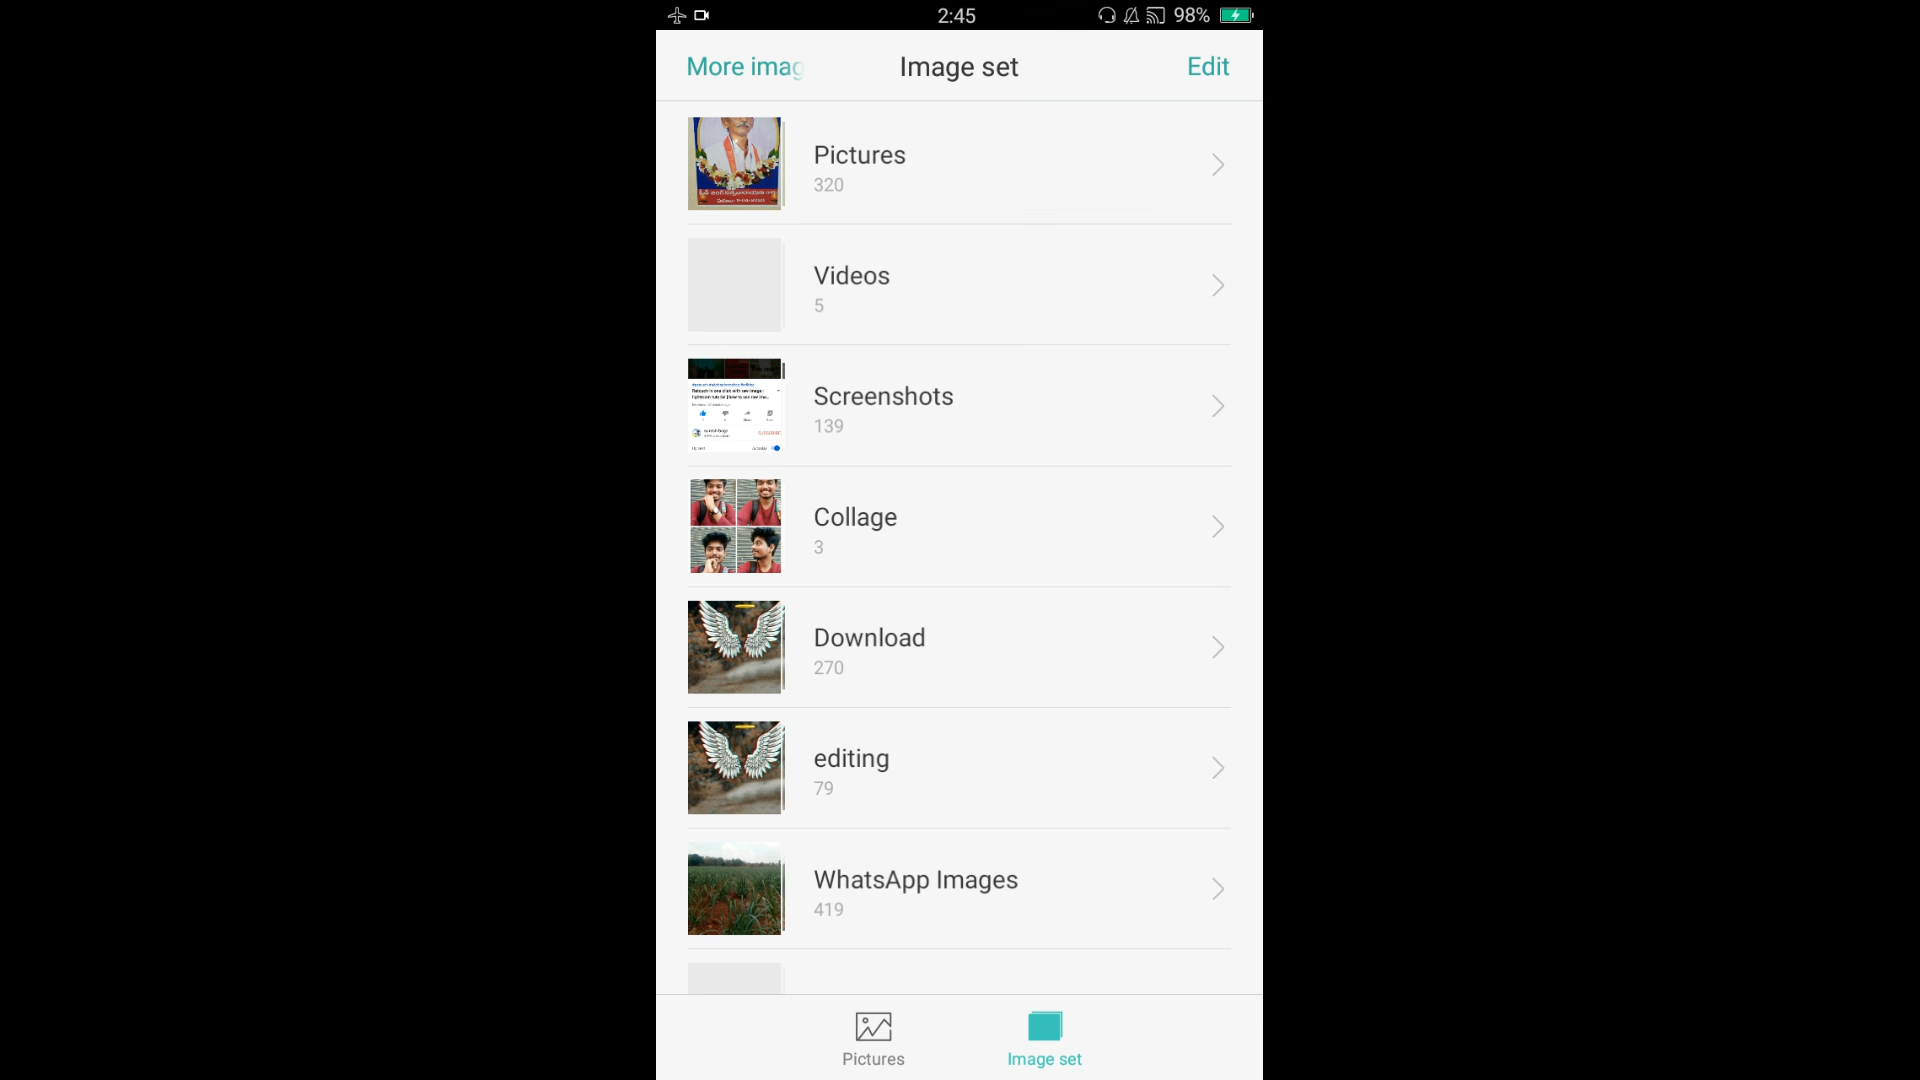 2:45
98%
More imag
Image set
Edit
Pictures
320
Videos
5
Screenshots
139
Collage
3
Download
270
editing
79
WhatsApp Images
419
Pictures
Image set